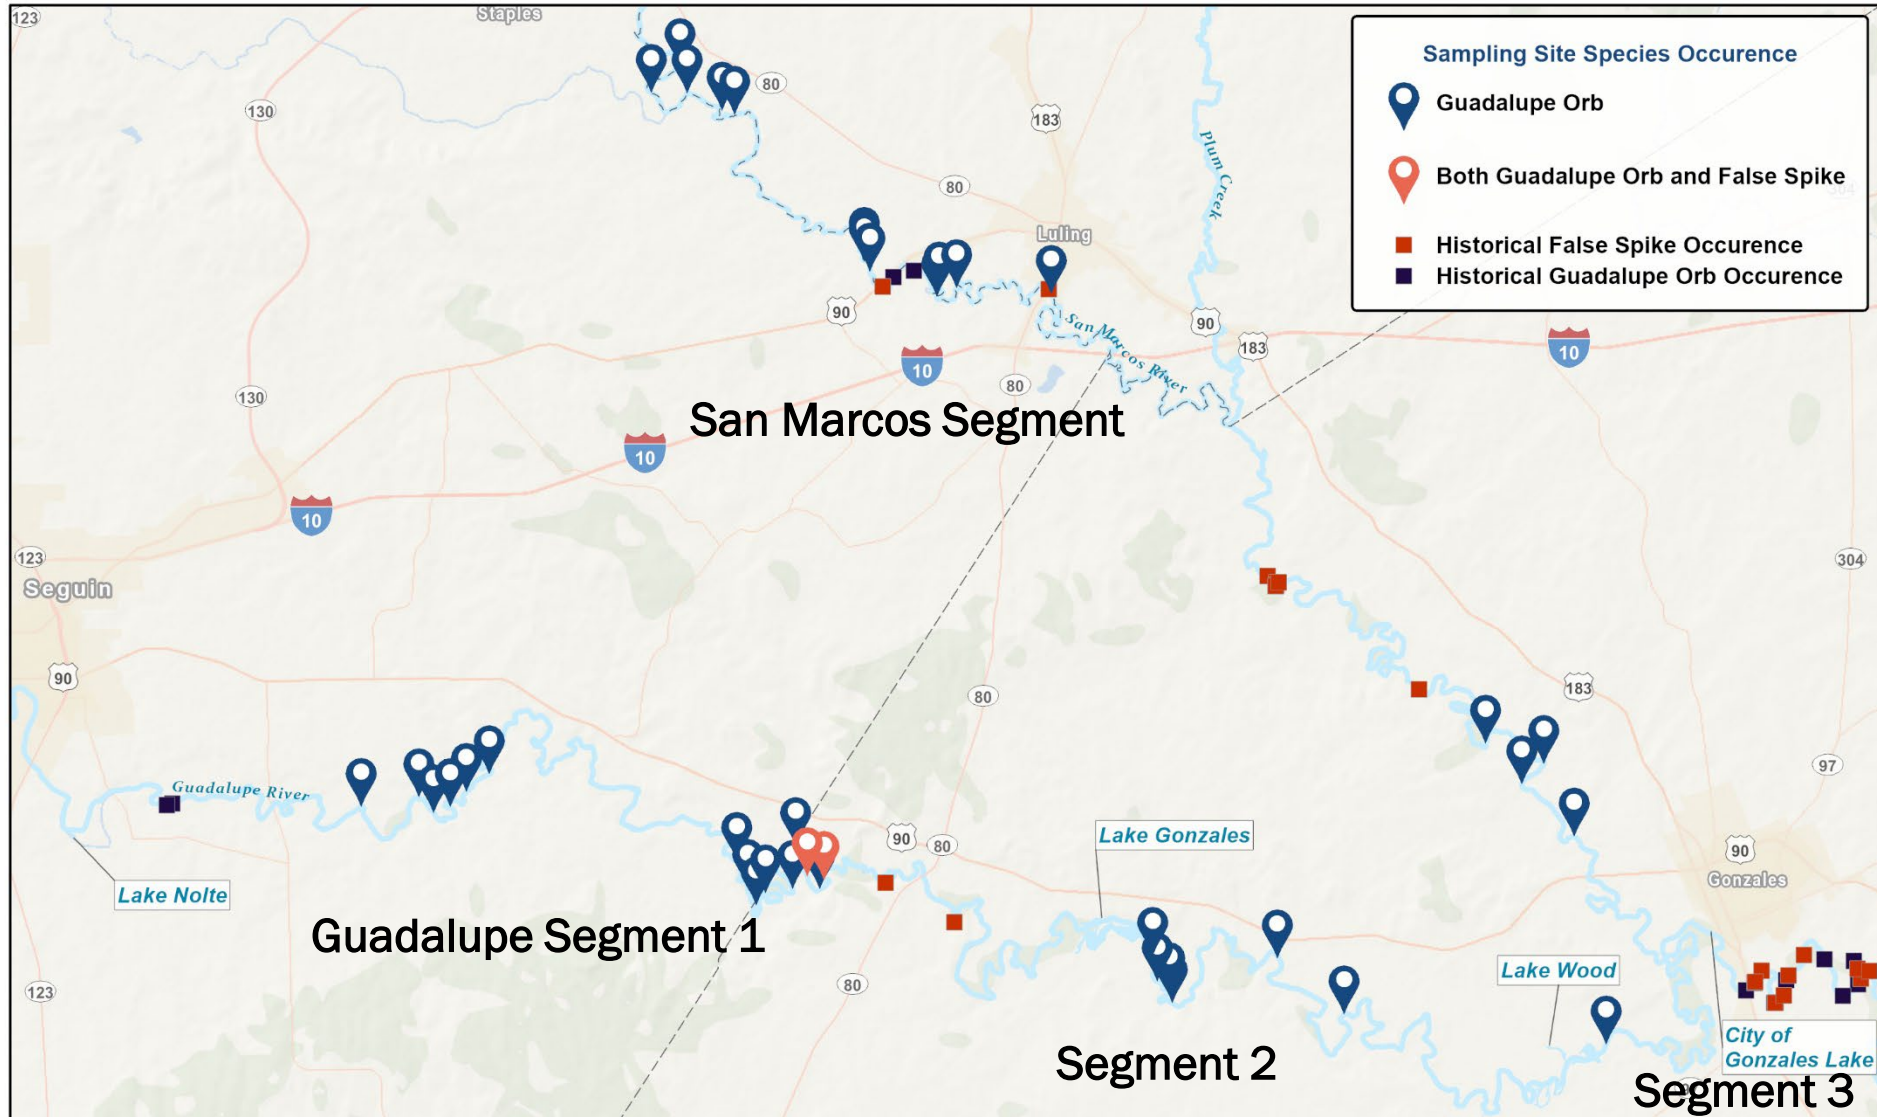 123
Staples
Sampling Site Species Occurence
Guadalupe Orb
Both Guadalupe Orb and False Spike
Historical False Spike Occurence
Historical Guadalupe Orb Occurence
80
130
183
304
Plum Creek
80
Luling
90
San Marcos River
90
183
10
10
80
130
San Marcos Segment
10
10
123
Seguin
304
90
80
183
97
Guadalupe River
90
80
Lake Gonzales
90
Gonzales
Lake Nolte
Guadalupe Segment 1
Lake Wood
123
80
City of
Gonzales Lake
Segment 2
Segment 3